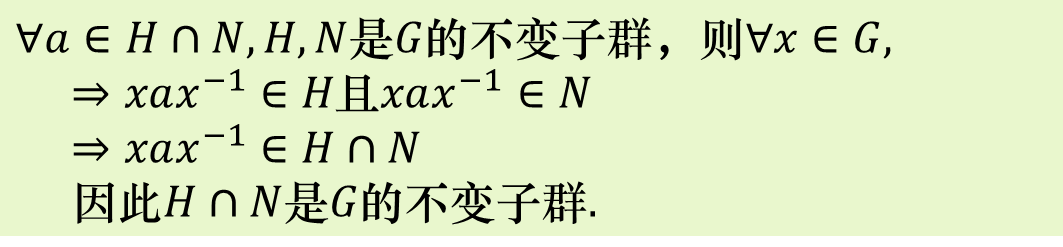 ∀a ∈ H ∩ N, H, N是G的不变子群，则∀x ∈ G,
⇒ xax⁻¹ ∈ H且xax⁻¹ ∈ N
⇒ xax⁻¹ ∈ H ∩ N
因此H ∩ N是G的不变子群.